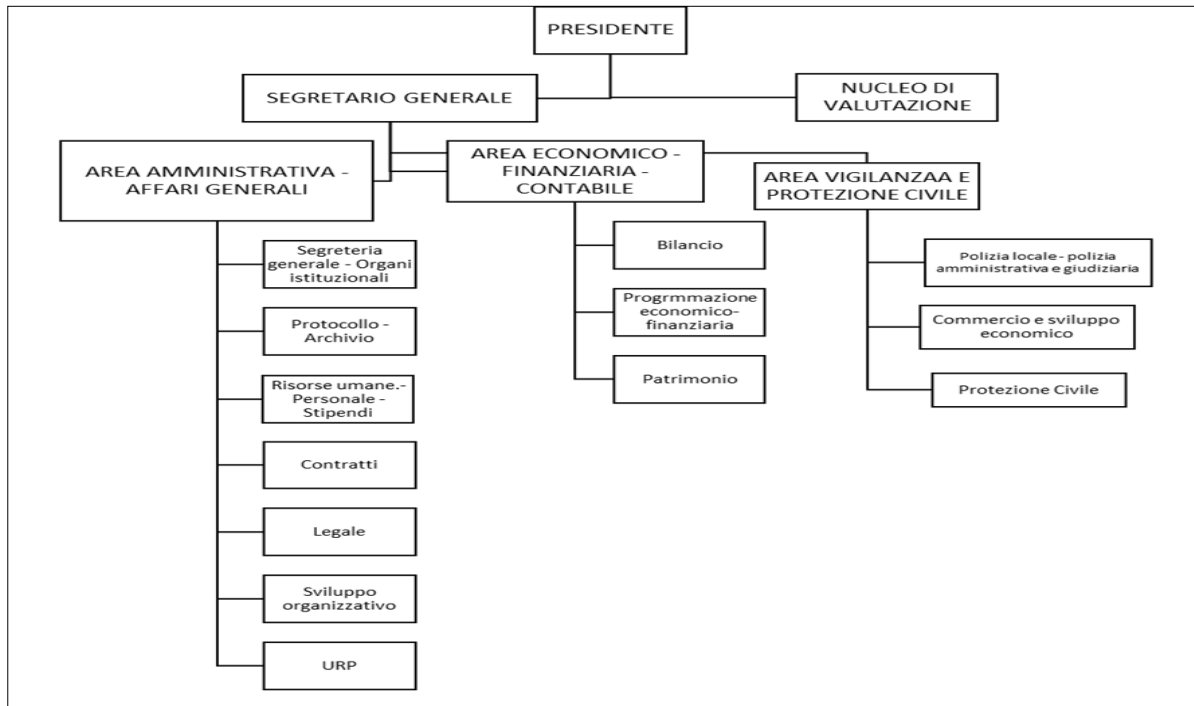 PRESIDENTE
SEGRETARIO GENERALE
NUCLEO DI
VALUTAZIONE
AREA AMMINISTRATIVA -
AFFARI GENERALI
AREA ECONOMICO -
FINANZIARIA -
CONTABILE
AREA VIGILANZAA E
PROTEZIONE CIVILE
Segreteria
generale - Organi
istituzionali
Protocollo -
Archivio
Risorse umane.-
Personale -
Stipendi
Contratti
Legale
Sviluppo
organizzativo
URP
Bilancio
Progrmmazione
economico-
finanziaria
Patrimonio
Polizia locale- polizia
amministrativa e giudiziaria
Commercio e sviluppo
economico
Protezione Civile